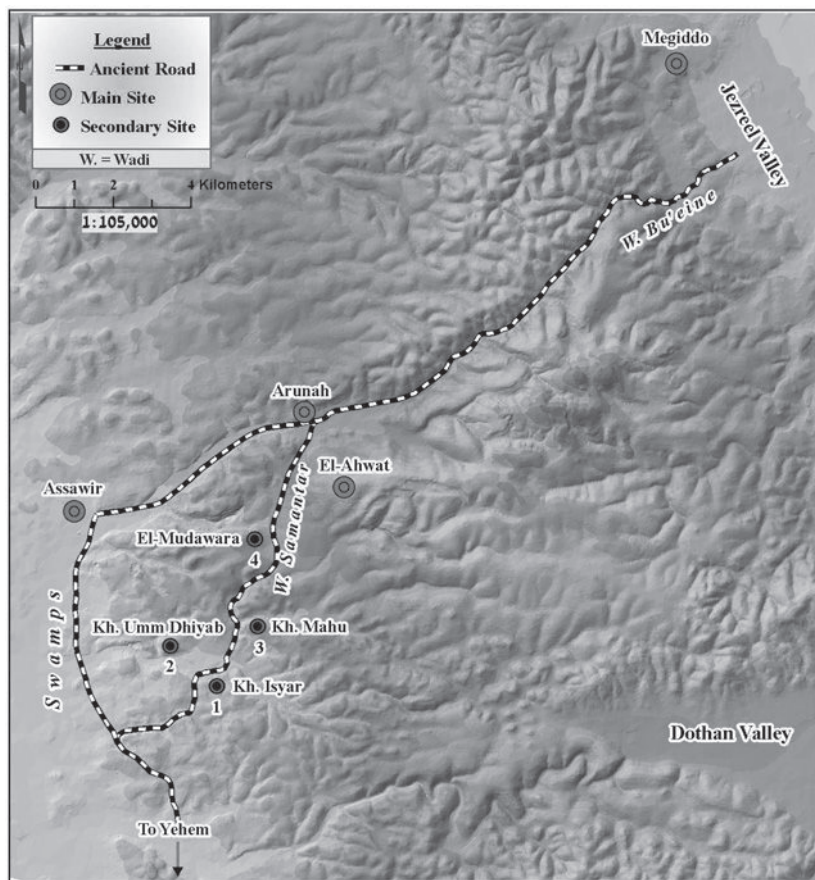 Legend
Ancient Road
Main Site
Secondary Site
W. = Wadi
0 2 4 Kilometers
1:105,000
Megiddo
Jezreel Valley
W. Bu'eine
Arunah
El-Ahwat
Assawir
El-Mudawara
4
W. Samantar
Swamps
Kh. Umm Dhiyab
2
Kh. Mahu
3
Kh. Isyar
1
Dothan Valley
To Yehem